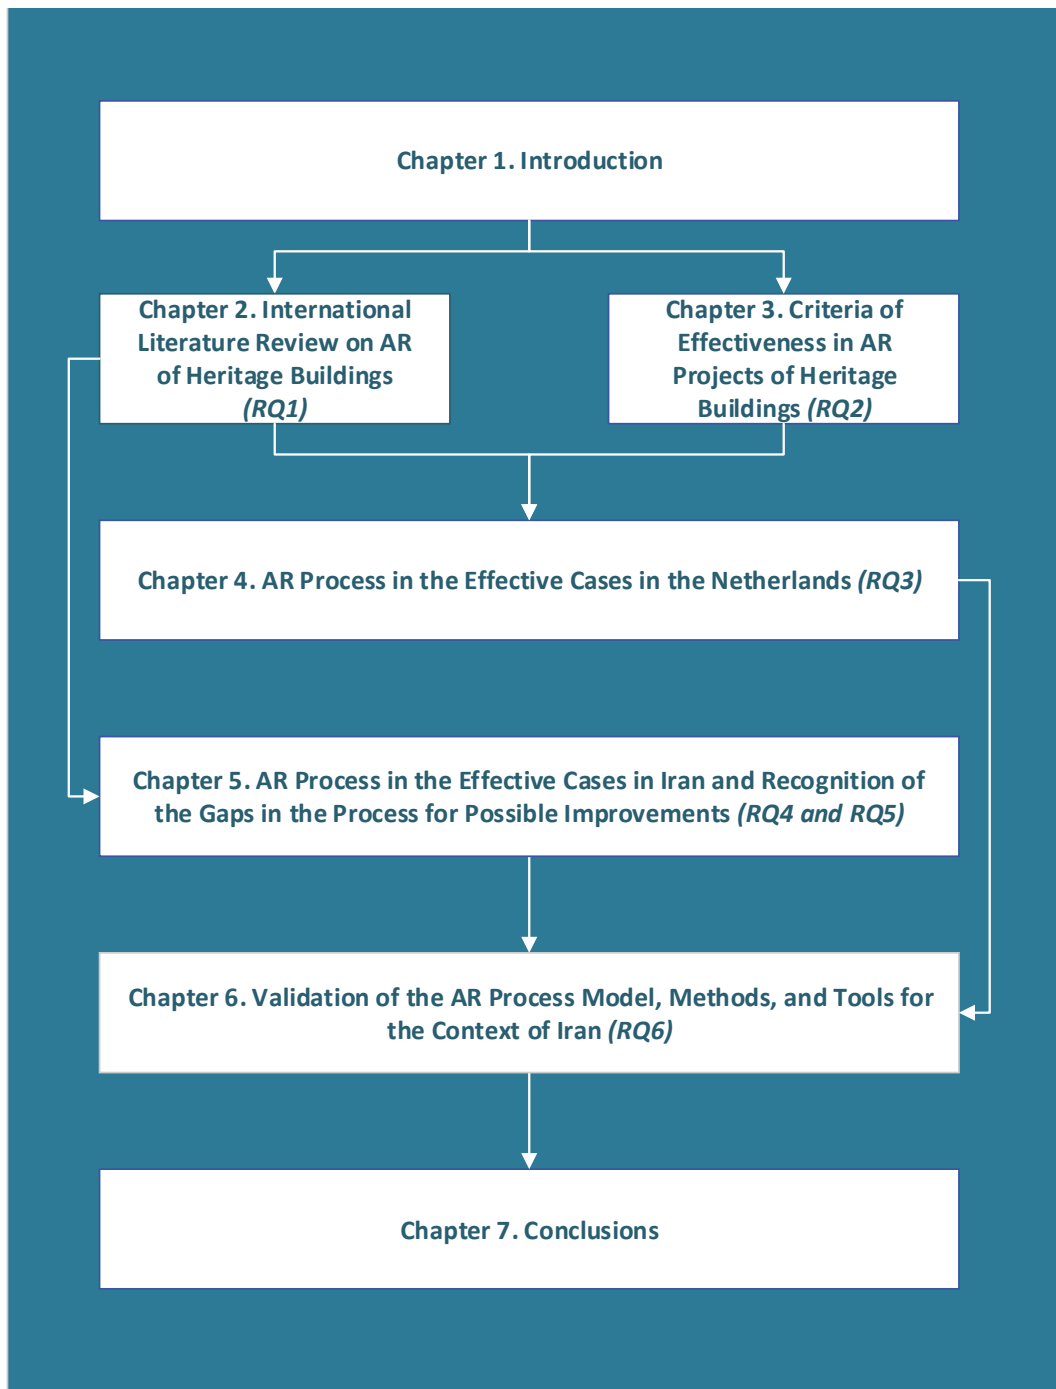 Chapter 1. Introduction
Chapter 2. International
Literature Review on AR
of Heritage Buildings
(RQ1)
Chapter 3. Criteria of
Effectiveness in AR
Projects of Heritage
Buildings (RQ2)
Chapter 4. AR Process in the Effective Cases in the Netherlands (RQ3)
Chapter 5. AR Process in the Effective Cases in Iran and Recognition of
the Gaps in the Process for Possible Improvements (RQ4 and RQ5)
Chapter 6. Validation of the AR Process Model, Methods, and Tools for
the Context of Iran (RQ6)
Chapter 7. Conclusions